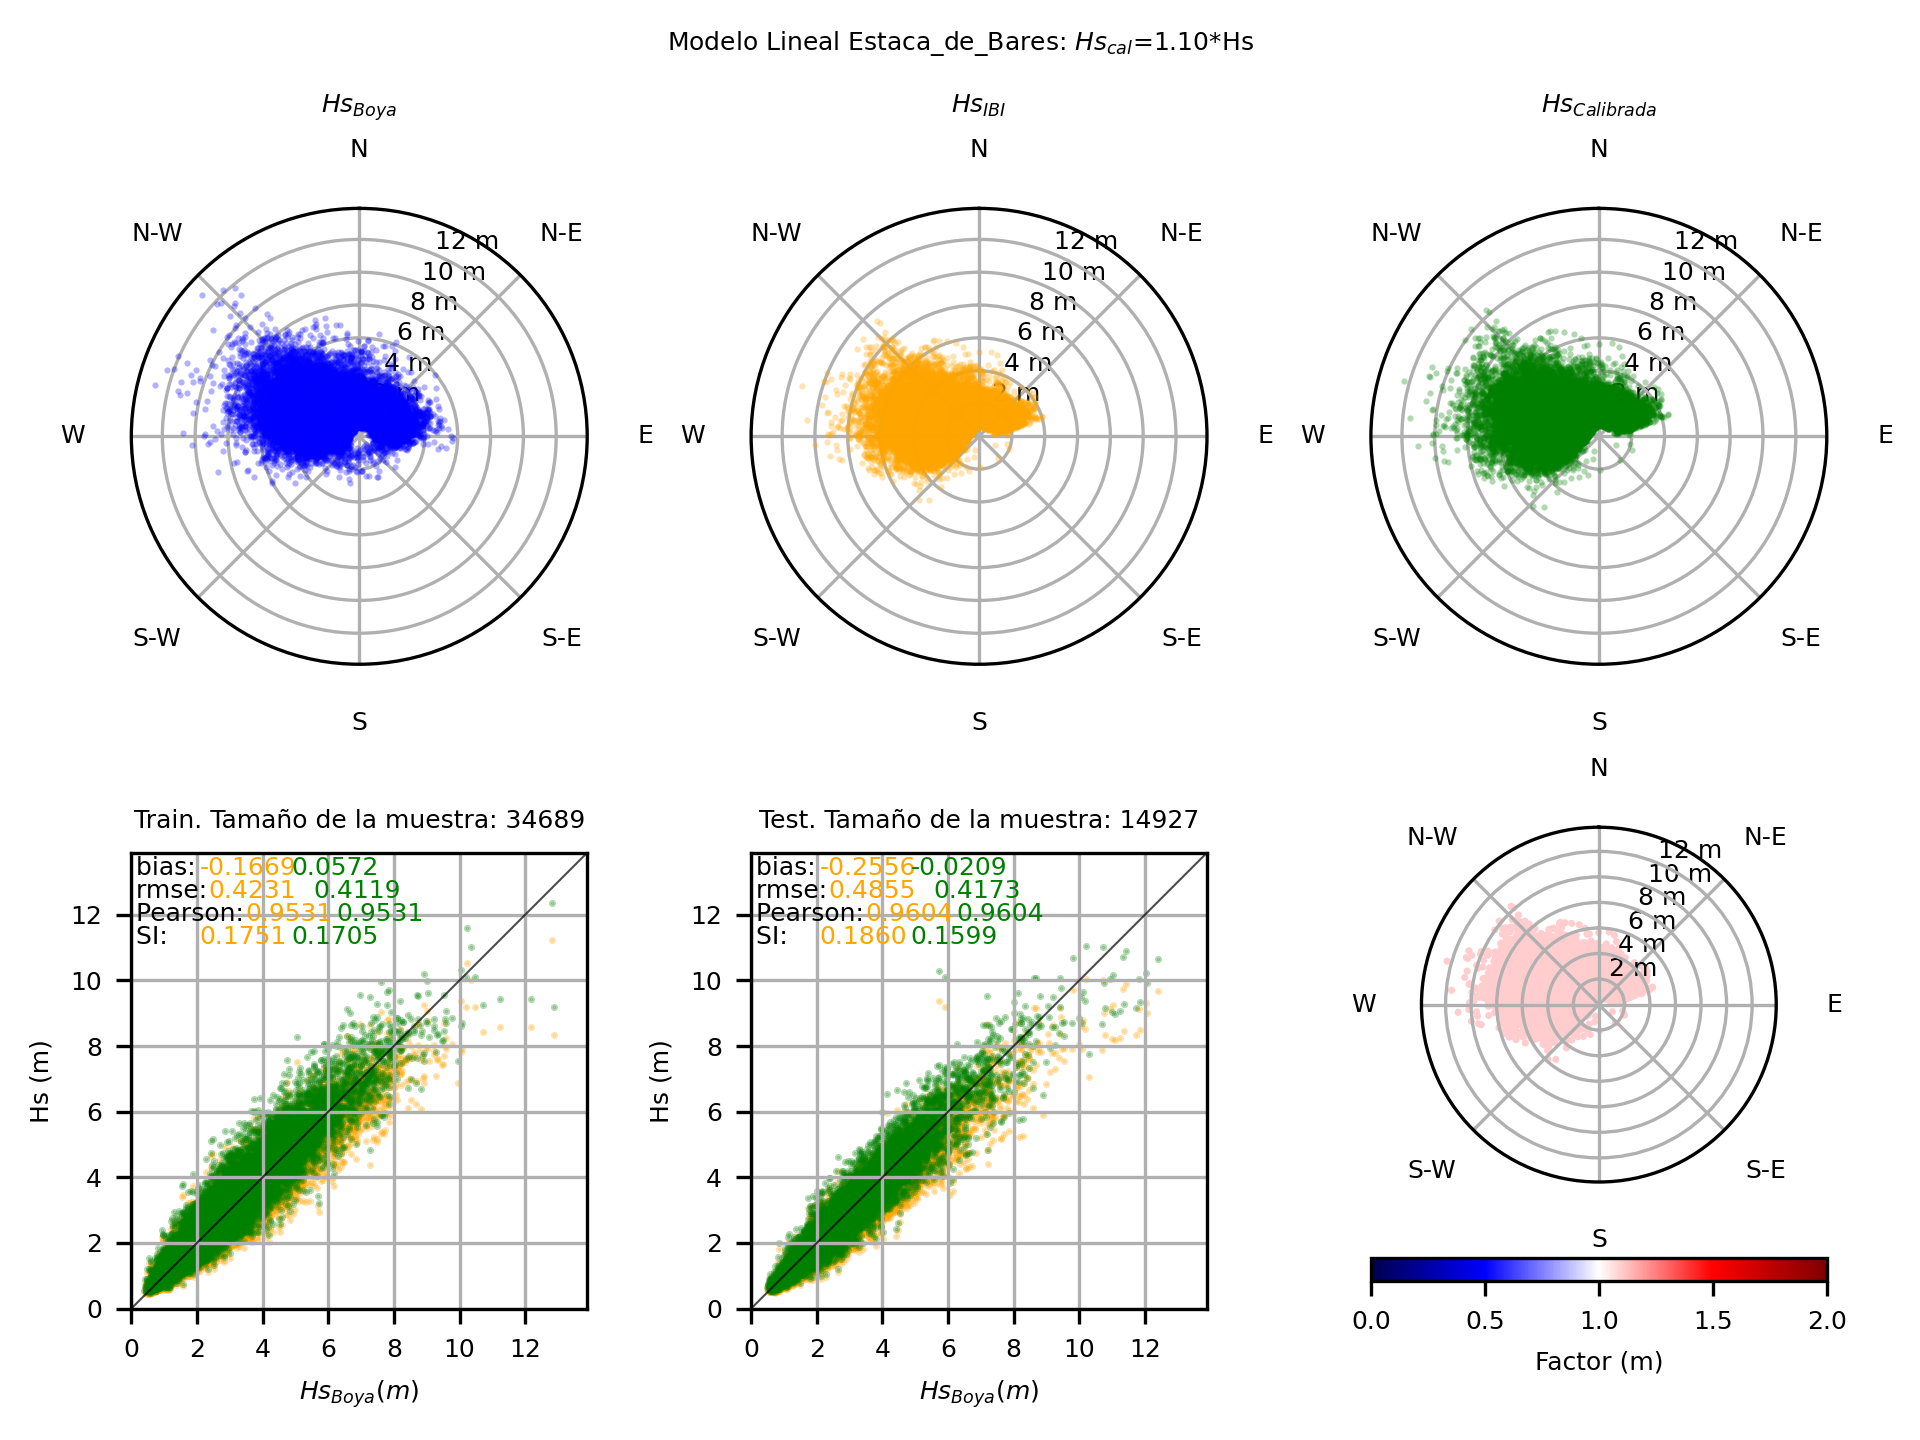 Modelo Lineal Estaca_de_Bares: Hs_cal=1.10*Hs
Hs_Boya
N
N-W
N-E
12 m
10 m
8 m
6 m
4 m
W
E
S-W
S-E
S
Hs_IBI
N
N-W
N-E
12 m
10 m
8 m
6 m
4 m
2 m
W
E
S-W
S-E
S
Hs_Calibrada
N
N-W
N-E
12 m
10 m
8 m
6 m
4 m
W
E
S-W
S-E
S
Train. Tamaño de la muestra: 34689
bias: -0.1669 0.0572
rmse: 0.4231 0.4119
Pearson: 0.9531 0.9531
SI: 0.1751 0.1705
Hs (m)
12
10
8
6
4
2
0
0 2 4 6 8 10 12
Hs_Boya(m)
Test. Tamaño de la muestra: 14927
bias: -0.2556 -0.0209
rmse: 0.4855 0.4173
Pearson: 0.9604 0.9604
SI: 0.1860 0.1599
Hs (m)
12
10
8
6
4
2
0
0 2 4 6 8 10 12
Hs_Boya(m)
N
N-W
N-E
12 m
10 m
8 m
6 m
4 m
2 m
W
E
S-W
S-E
S
0.0 0.5 1.0 1.5 2.0
Factor (m)